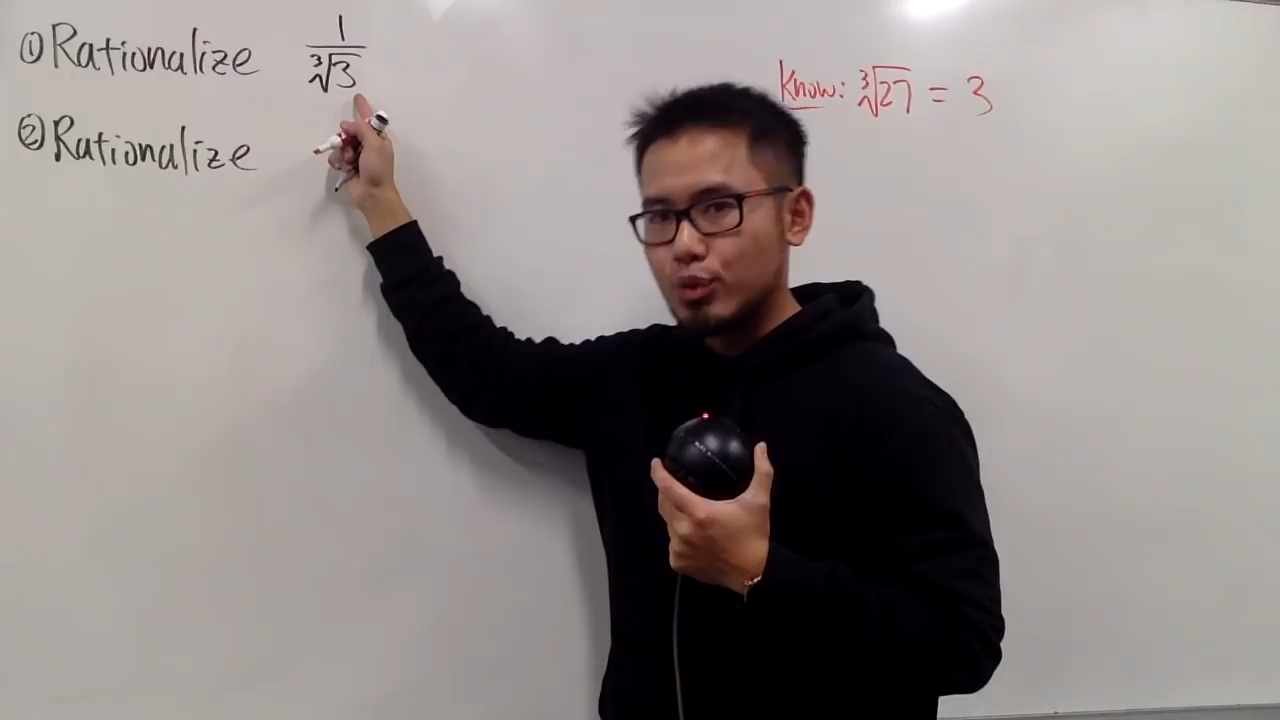 ① Rationalize 1/∛3
Know: ∛27 = 3
② Rationalize